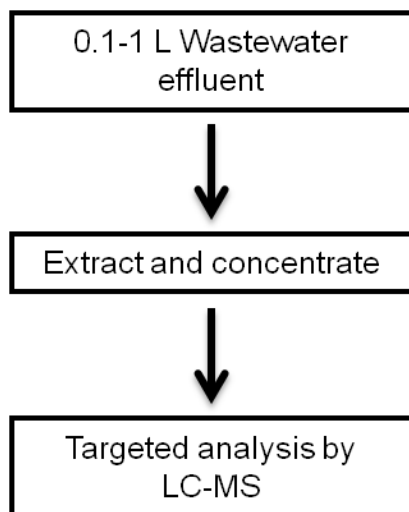 0.1-1 L Wastewater
effluent
Extract and concentrate
Targeted analysis by
LC-MS